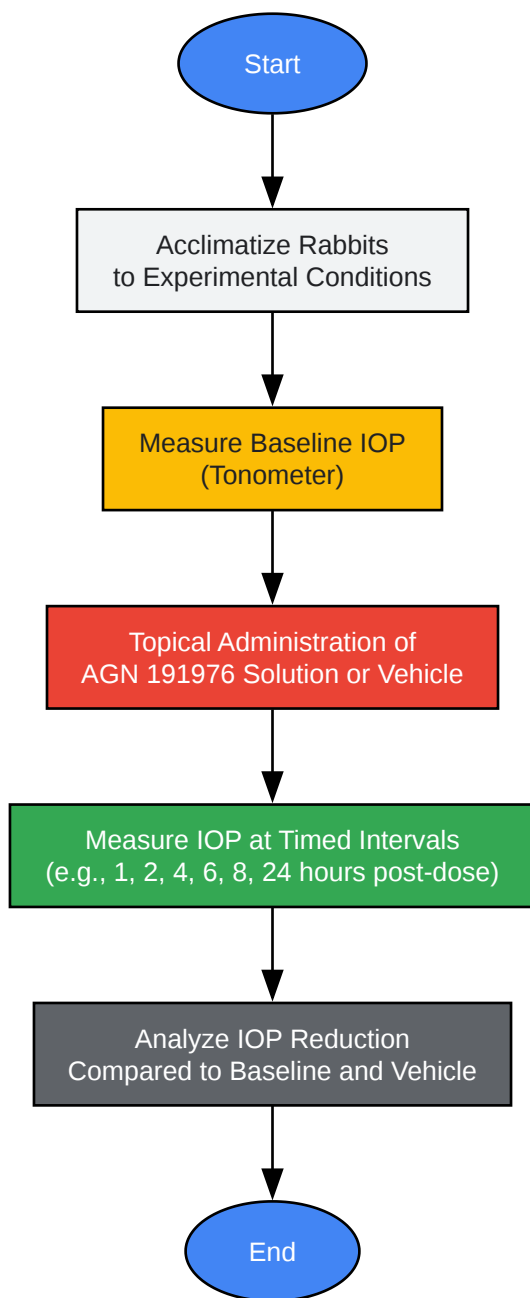 Start
Acclimatize Rabbits
to Experimental Conditions
Measure Baseline IOP
(Tonometer)
Topical Administration of
AGN 191976 Solution or Vehicle
Measure IOP at Timed Intervals
(e.g., 1, 2, 4, 6, 8, 24 hours post-dose)
Analyze IOP Reduction
Compared to Baseline and Vehicle
End